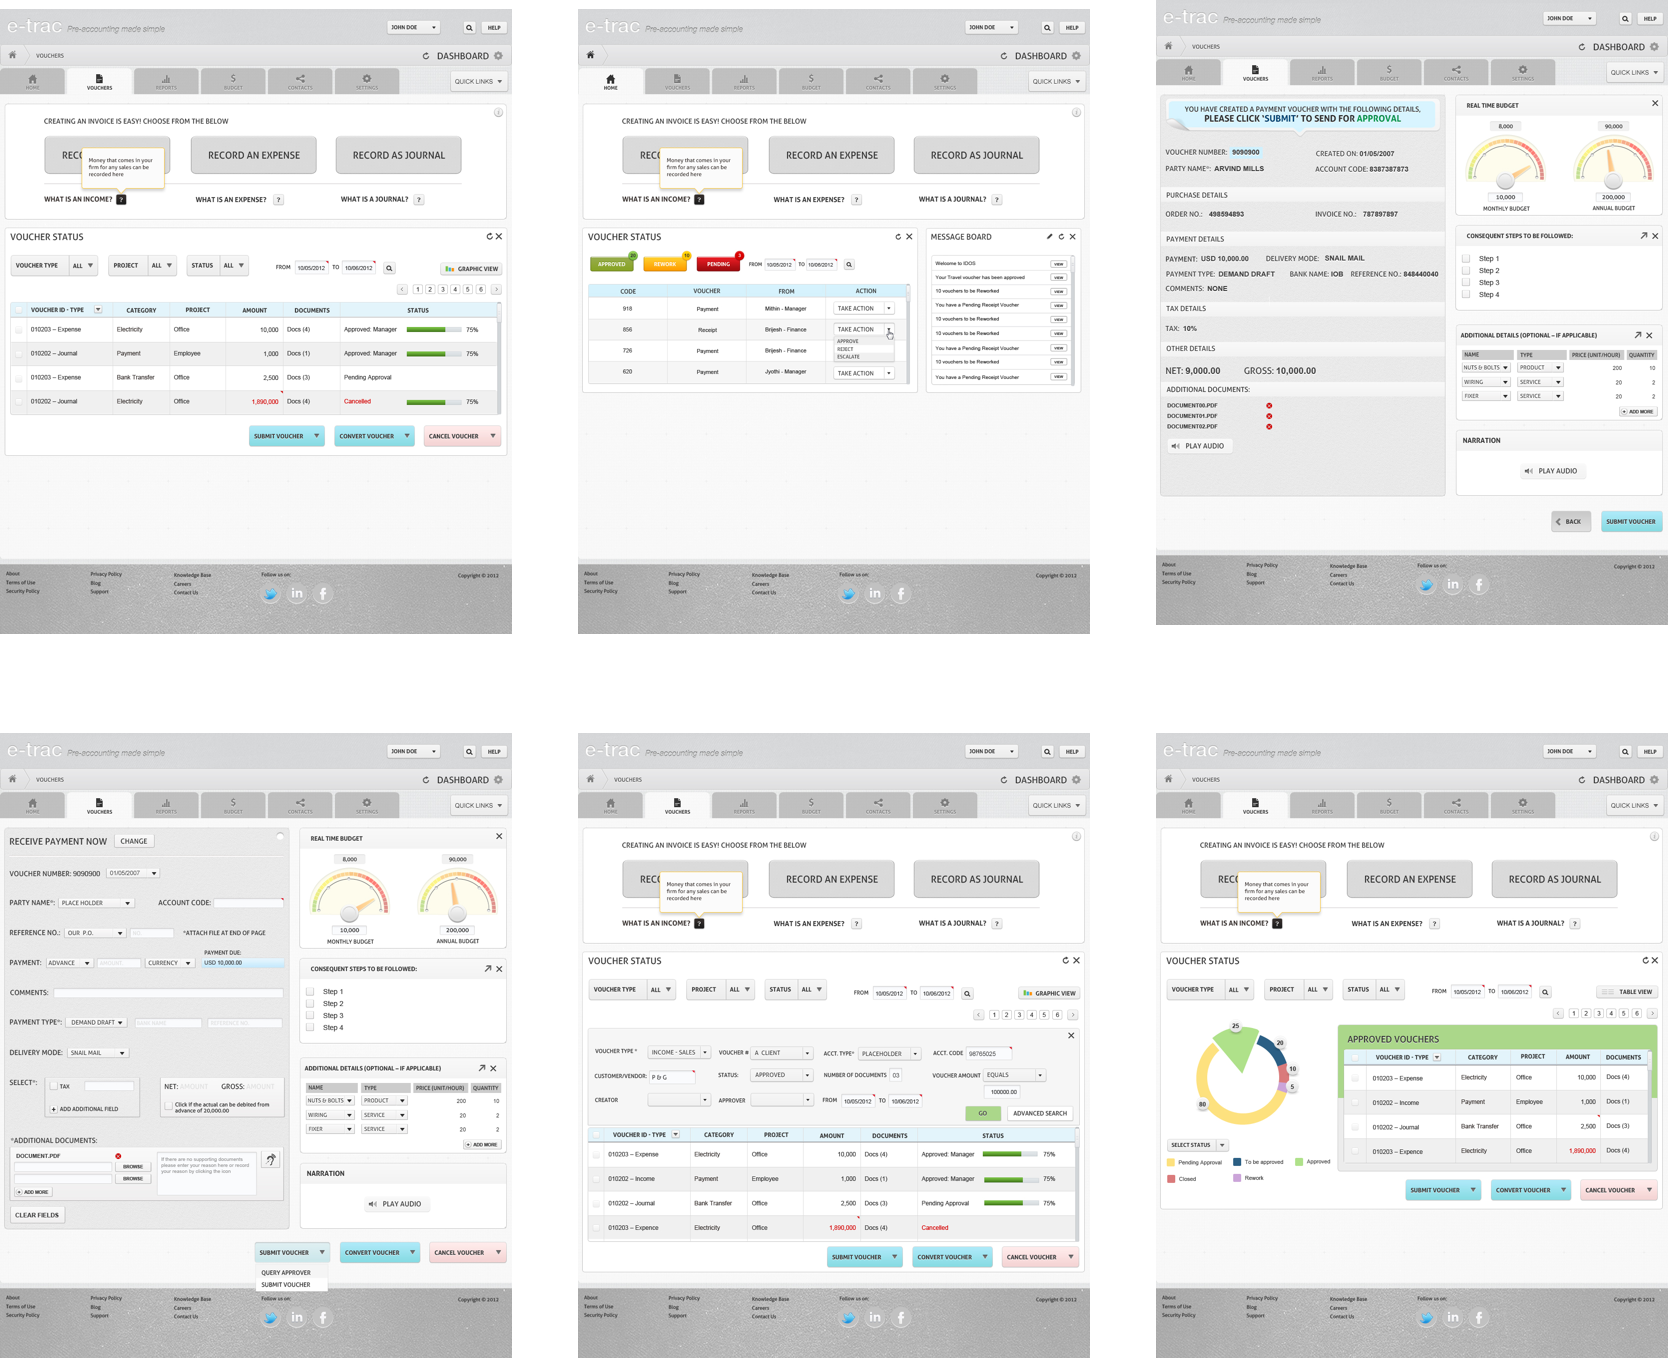 e-trac Pre-accounting made simple JOHN DOE HELP
VOUCHERS DASHBOARD
HOME VOUCHERS REPORTS BUDGET CONTACTS SETTINGS QUICK LINKS
CREATING AN INVOICE IS EASY! CHOOSE FROM THE BELOW
REC RECORD AN EXPENSE RECORD AS JOURNAL
Money that comes in your
firm for any sales can be
recorded here
WHAT IS AN INCOME? ? WHAT IS AN EXPENSE? ? WHAT IS A JOURNAL? ?
VOUCHER STATUS
VOUCHER TYPE ALL PROJECT ALL STATUS ALL FROM 10/05/2012 TO 10/06/2012 GRAPHIC VIEW
< 1 2 3 4 5 6 >
VOUCHER ID - TYPE CATEGORY PROJECT AMOUNT DOCUMENTS STATUS
010203 – Expense Electricity Office 10,000 Docs (4) Approved: Manager 75%
010202 – Journal Payment Employee 1,000 Docs (1) Approved: Manager 75%
010203 – Expense Bank Transfer Office 2,500 Docs (3) Pending Approval
010202 – Journal Electricity Office 1,890,000 Docs (4) Cancelled 75%
SUBMIT VOUCHER CONVERT VOUCHER CANCEL VOUCHER
About Privacy Policy Knowledge Base Follow us on: Copyright © 2012
Terms of Use Blog Careers
Security Policy Support Contact Us
e-trac Pre-accounting made simple JOHN DOE HELP
DASHBOARD
HOME VOUCHERS REPORTS BUDGET CONTACTS SETTINGS QUICK LINKS
CREATING AN INVOICE IS EASY! CHOOSE FROM THE BELOW
REC RECORD AN EXPENSE RECORD AS JOURNAL
Money that comes in your
firm for any sales can be
recorded here
WHAT IS AN INCOME? ? WHAT IS AN EXPENSE? ? WHAT IS A JOURNAL? ?
VOUCHER STATUS
APPROVED 20 REWORK 10 PENDING 3 FROM 10/05/2012 TO 10/06/2012
CODE VOUCHER FROM ACTION
918 Payment Mithin - Manager TAKE ACTION
856 Receipt Brijesh - Finance TAKE ACTION
APPROVE
REJECT
ESCALATE
726 Payment Brijesh - Finance
620 Payment Jyothi - Manager TAKE ACTION
MESSAGE BOARD
Welcome to IDOS VIEW
Your Travel voucher has been approved VIEW
10 vouchers to be Reworked VIEW
You have a Pending Receipt Voucher VIEW
10 vouchers to be Reworked VIEW
10 vouchers to be Reworked VIEW
You have a Pending Receipt Voucher VIEW
10 vouchers to be Reworked VIEW
You have a Pending Receipt Voucher VIEW
About Privacy Policy Knowledge Base Follow us on: Copyright © 2012
Terms of Use Blog Careers
Security Policy Support Contact Us
e-trac Pre-accounting made simple JOHN DOE HELP
VOUCHERS DASHBOARD
HOME VOUCHERS REPORTS BUDGET CONTACTS SETTINGS QUICK LINKS
YOU HAVE CREATED A PAYMENT VOUCHER WITH THE FOLLOWING DETAILS,
PLEASE CLICK 'SUBMIT' TO SEND FOR APPROVAL
VOUCHER NUMBER: 9090900 CREATED ON: 01/05/2007
PARTY NAME*: ARVIND MILLS ACCOUNT CODE: 8387387873
PURCHASE DETAILS
ORDER NO.: 498594893 INVOICE NO.: 787897897
PAYMENT DETAILS
PAYMENT: USD 10,000.00 DELIVERY MODE: SNAIL MAIL
PAYMENT TYPE: DEMAND DRAFT BANK NAME: IOB REFERENCE NO.: 848440040
COMMENTS: NONE
TAX DETAILS
TAX: 10%
OTHER DETAILS
NET: 9,000.00 GROSS: 10,000.00
ADDITIONAL DOCUMENTS:
DOCUMENT00.PDF
DOCUMENT01.PDF
DOCUMENT02.PDF
PLAY AUDIO
REAL TIME BUDGET
8,000 90,000
10,000 200,000
MONTHLY BUDGET ANNUAL BUDGET
CONSEQUENT STEPS TO BE FOLLOWED:
Step 1
Step 2
Step 3
Step 4
ADDITIONAL DETAILS (OPTIONAL – IF APPLICABLE)
NAME TYPE PRICE (UNIT/HOUR) QUANTITY
NUTS & BOLTS PRODUCT 200 10
WIRING SERVICE 20 2
FIXER SERVICE 20 2
ADD MORE
NARRATION
PLAY AUDIO
BACK SUBMIT VOUCHER
About Privacy Policy Knowledge Base Follow us on: Copyright © 2012
Terms of Use Blog Careers
Security Policy Support Contact Us
e-trac Pre-accounting made simple JOHN DOE HELP
VOUCHERS DASHBOARD
HOME VOUCHERS REPORTS BUDGET CONTACTS SETTINGS QUICK LINKS
RECEIVE PAYMENT NOW CHANGE
VOUCHER NUMBER: 9090900 01/05/2007
PARTY NAME*: PLACE HOLDER ACCOUNT CODE:
REFERENCE NO.: OUR P.O. NO. *ATTACH FILE AT END OF PAGE
PAYMENT DUE:
PAYMENT: ADVANCE AMOUNT CURRENCY USD 10,000.00
COMMENTS:
PAYMENT TYPE*: DEMAND DRAFT BANK NAME REFERENCE NO.
DELIVERY MODE: SNAIL MAIL
SELECT*: TAX NET: AMOUNT GROSS: AMOUNT
ADD ADDITIONAL FIELD Click if the actual can be debited from
advance of 20,000.00
*ADDITIONAL DOCUMENTS:
DOCUMENT.PDF
BROWSE
BROWSE
ADD MORE
If there are no supporting documents
please enter your reason here or record
your reason by clicking the icon
CLEAR FIELDS
REAL TIME BUDGET
8,000 90,000
10,000 200,000
MONTHLY BUDGET ANNUAL BUDGET
CONSEQUENT STEPS TO BE FOLLOWED:
Step 1
Step 2
Step 3
Step 4
ADDITIONAL DETAILS (OPTIONAL – IF APPLICABLE)
NAME TYPE PRICE (UNIT/HOUR) QUANTITY
NUTS & BOLTS PRODUCT 200 10
WIRING SERVICE 20 2
FIXER SERVICE 20 2
ADD MORE
NARRATION
PLAY AUDIO
SUBMIT VOUCHER CONVERT VOUCHER CANCEL VOUCHER
QUERY APPROVER
SUBMIT VOUCHER
About Privacy Policy Knowledge Base Follow us on: Copyright © 2012
Terms of Use Blog Careers
Security Policy Support Contact Us
e-trac Pre-accounting made simple JOHN DOE HELP
VOUCHERS DASHBOARD
HOME VOUCHERS REPORTS BUDGET CONTACTS SETTINGS QUICK LINKS
CREATING AN INVOICE IS EASY! CHOOSE FROM THE BELOW
REC RECORD AN EXPENSE RECORD AS JOURNAL
Money that comes in your
firm for any sales can be
recorded here
WHAT IS AN INCOME? ? WHAT IS AN EXPENSE? ? WHAT IS A JOURNAL? ?
VOUCHER STATUS
VOUCHER TYPE ALL PROJECT ALL STATUS ALL FROM 10/05/2012 TO 10/06/2012 GRAPHIC VIEW
< 1 2 3 4 5 6 >
VOUCHER TYPE* INCOME - SALES VOUCHER # A CLIENT ACCT. TYPE* PLACEHOLDER ACCT. CODE 98765025
CUSTOMER/VENDOR: P & G STATUS: APPROVED NUMBER OF DOCUMENTS 03 VOUCHER AMOUNT EQUALS
100000.00
CREATOR APPROVER FROM 10/05/2012 TO 10/06/2012
GO ADVANCED SEARCH
VOUCHER ID - TYPE CATEGORY PROJECT AMOUNT DOCUMENTS STATUS
010203 – Expense Electricity Office 10,000 Docs (4) Approved: Manager 75%
010202 – Income Payment Employee 1,000 Docs (1) Approved: Manager 75%
010202 – Journal Bank Transfer Office 2,500 Docs (3) Pending Approval 75%
010203 – Expence Electricity Office 1,890,000 Docs (4) Cancelled
SUBMIT VOUCHER CONVERT VOUCHER CANCEL VOUCHER
About Privacy Policy Knowledge Base Follow us on: Copyright © 2012
Terms of Use Blog Careers
Security Policy Support Contact Us
e-trac Pre-accounting made simple JOHN DOE HELP
VOUCHERS DASHBOARD
HOME VOUCHERS REPORTS BUDGET CONTACTS SETTINGS QUICK LINKS
CREATING AN INVOICE IS EASY! CHOOSE FROM THE BELOW
REC RECORD AN EXPENSE RECORD AS JOURNAL
Money that comes in your
firm for any sales can be
recorded here
WHAT IS AN INCOME? ? WHAT IS AN EXPENSE? ? WHAT IS A JOURNAL? ?
VOUCHER STATUS
VOUCHER TYPE ALL PROJECT ALL STATUS ALL FROM 10/05/2012 TO 10/06/2012 TABLE VIEW
< 1 2 3 4 5 6 >
25
20
10
5
80
SELECT STATUS
Pending Approval To be approved Approved
Closed Rework
APPROVED VOUCHERS
VOUCHER ID - TYPE CATEGORY PROJECT AMOUNT DOCUMENTS
010203 – Expense Electricity Office 10,000 Docs (4)
010202 – Income Payment Employee 1,000 Docs (1)
010202 – Journal Bank Transfer Office 2,500 Docs (3)
010203 – Expence Electricity Office 1,890,000 Docs (4)
SUBMIT VOUCHER CONVERT VOUCHER CANCEL VOUCHER
About Privacy Policy Knowledge Base Follow us on: Copyright © 2012
Terms of Use Blog Careers
Security Policy Support Contact Us